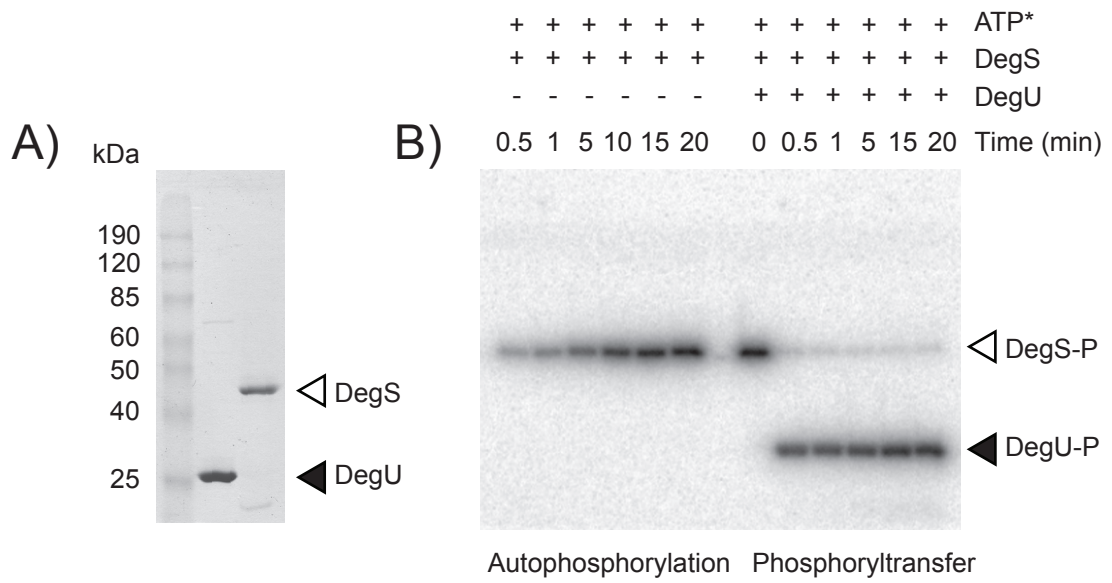 + + + + + + + + + + + + ATP*
+ + + + + + + + + + + + DegS
- - - - - - + + + + + + DegU
A) kDa B) 0.5 1 5 10 15 20 0 0.5 1 5 15 20 Time (min)
190
120
85
60
50
40
25
DegS
DegU
DegS-P
DegU-P
Autophosphorylation Phosphoryltransfer